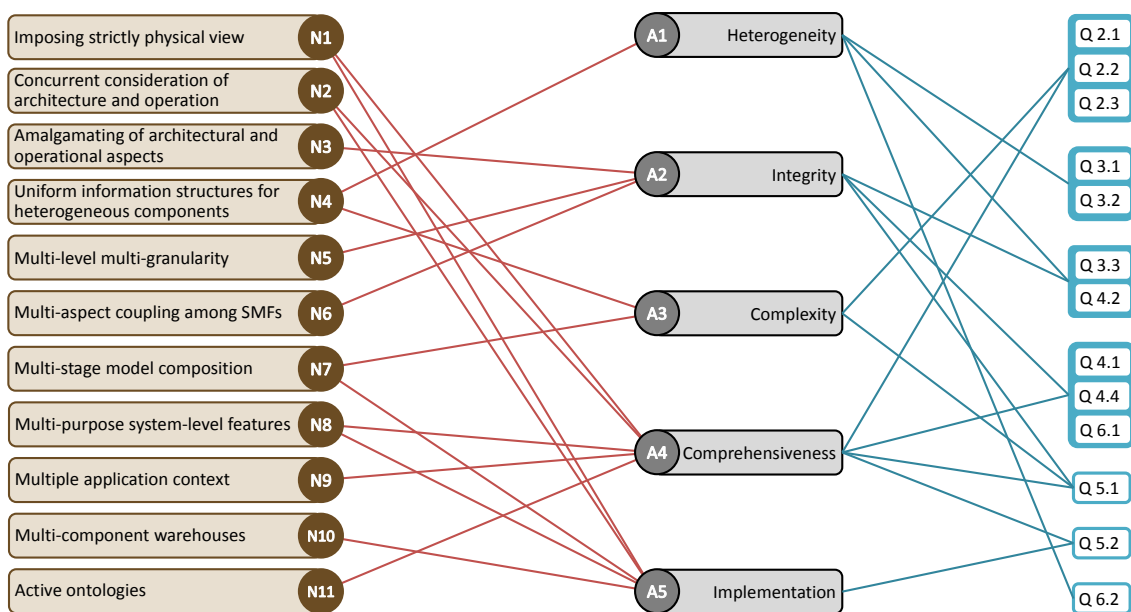 Imposing strictly physical view
N1
Concurrent consideration of
architecture and operation
N2
Amalgamating of architectural and
operational aspects
N3
Uniform information structures for
heterogeneous components
N4
Multi-level multi-granularity
N5
Multi-aspect coupling among SMFs
N6
Multi-stage model composition
N7
Multi-purpose system-level features
N8
Multiple application context
N9
Multi-component warehouses
N10
Active ontologies
N11
A1
Heterogeneity
A2
Integrity
A3
Complexity
A4
Comprehensiveness
A5
Implementation
Q 2.1
Q 2.2
Q 2.3
Q 3.1
Q 3.2
Q 3.3
Q 4.2
Q 4.1
Q 4.4
Q 6.1
Q 5.1
Q 5.2
Q 6.2